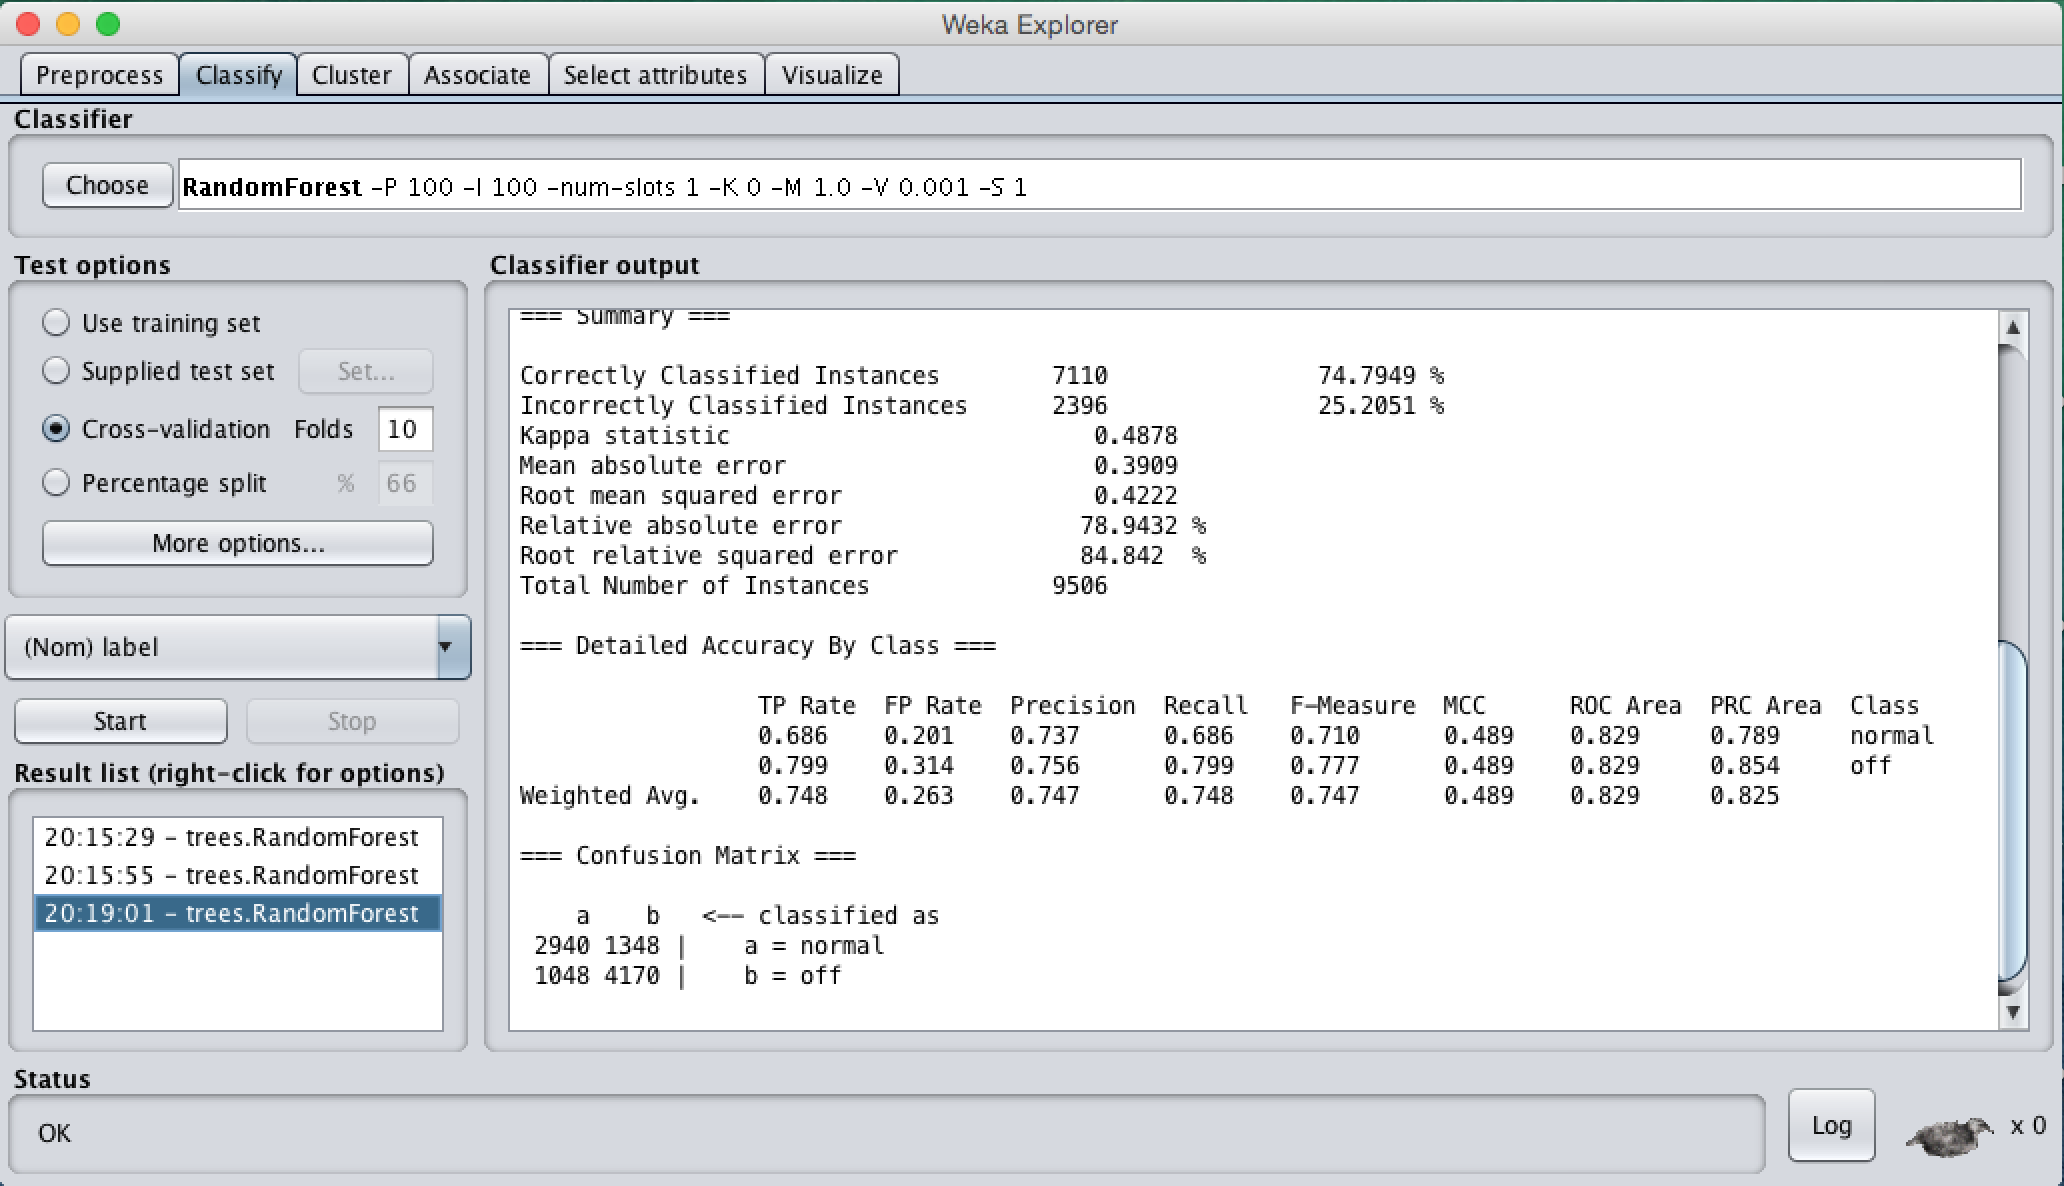 Weka Explorer
Preprocess Classify Cluster Associate Select attributes Visualize
Classifier
Choose RandomForest -P 100 -I 100 -num-slots 1 -K 0 -M 1.0 -V 0.001 -S 1
Test options
Use training set
Supplied test set Set...
Cross-validation Folds 10
Percentage split % 66
More options...
(Nom) label
Start Stop
Result list (right-click for options)
20:15:29 - trees.RandomForest
20:15:55 - trees.RandomForest
20:19:01 - trees.RandomForest
Classifier output
=== Summary ===
Correctly Classified Instances 7110 74.7949 %
Incorrectly Classified Instances 2396 25.2051 %
Kappa statistic 0.4878
Mean absolute error 0.3909
Root mean squared error 0.4222
Relative absolute error 78.9432 %
Root relative squared error 84.842 %
Total Number of Instances 9506
=== Detailed Accuracy By Class ===
TP Rate FP Rate Precision Recall F-Measure MCC ROC Area PRC Area Class
0.686 0.201 0.737 0.686 0.710 0.489 0.829 0.789 normal
0.799 0.314 0.756 0.799 0.777 0.489 0.829 0.854 off
Weighted Avg. 0.748 0.263 0.747 0.748 0.747 0.489 0.829 0.825
=== Confusion Matrix ===
a b <-- classified as
2940 1348 | a = normal
1048 4170 | b = off
Status
OK
Log
x 0